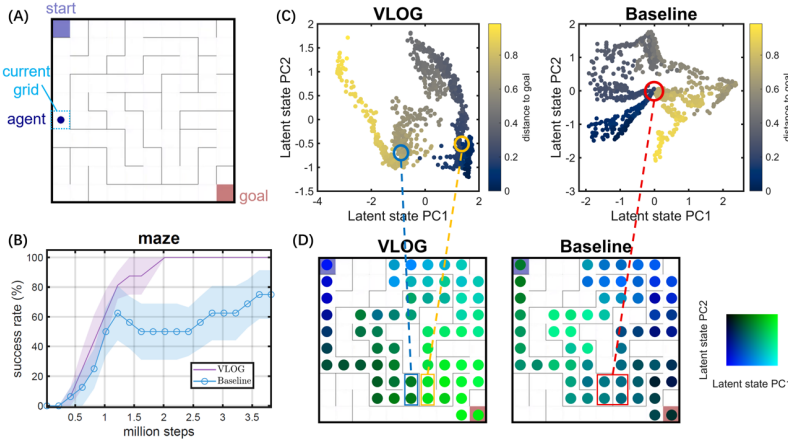 (A)
start
current
grid
agent
goal
(B)
maze
success rate (%)
100
80
60
40
20
0
0.5
1
1.5
2
2.5
3
3.5
million steps
VLOG
Baseline
(C)
VLOG
Latent state PC2
2
1.5
1
0.5
0
-0.5
-1
-1.5
-4
-2
0
2
Latent state PC1
0.8
0.6
0.4
0.2
0
distance to goal
Baseline
Latent state PC2
2
1
0
-1
-2
-3
-2
-1
0
1
2
Latent state PC1
0.8
0.6
0.4
0.2
0
distance to goal
(D)
VLOG
Baseline
Latent state PC2
Latent state PC1